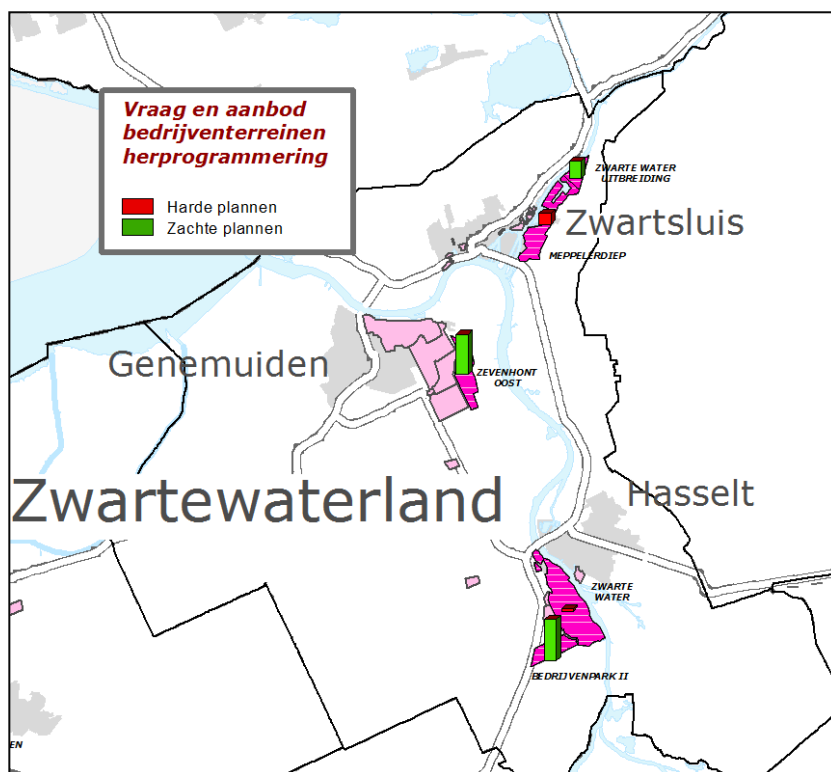 Vraag en aanbod
bedrijventerreinen
herprogrammering
Harde plannen
Zachte plannen
ZWARTE WATER
UITBREIDING
Zwartsluis
MEPPELERDIEP
Genemuiden
ZEVENHONT
OOST
Zwartewaterland
Hasselt
ZWARTE
WATER
BEDRIJVENPARK II
EN